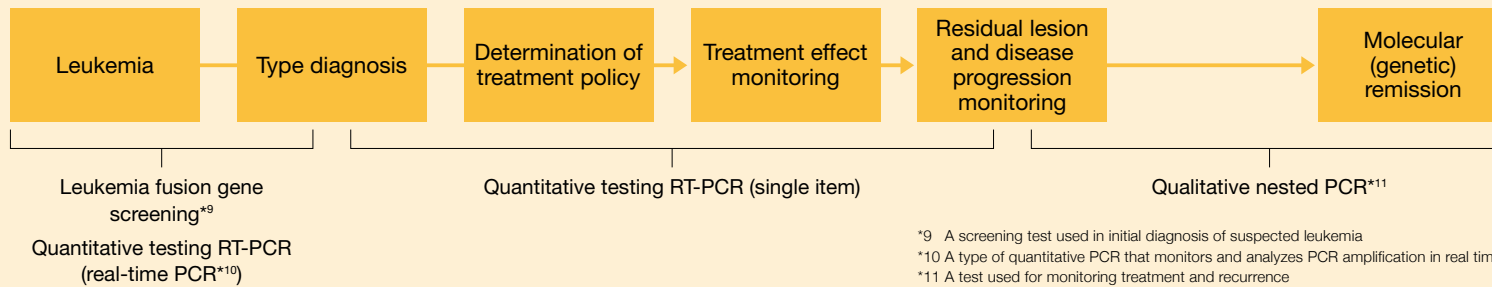 Leukemia
Type diagnosis
Determination of
treatment policy
Treatment effect
monitoring
Residual lesion
and disease
progression
monitoring
Molecular
(genetic)
remission
Leukemia fusion gene
screening*9
Quantitative testing RT-PCR
(real-time PCR*10)
Quantitative testing RT-PCR (single item)
Qualitative nested PCR*11
*9 A screening test used in initial diagnosis of suspected leukemia
*10 A type of quantitative PCR that monitors and analyzes PCR amplification in real tim
*11 A test used for monitoring treatment and recurrence